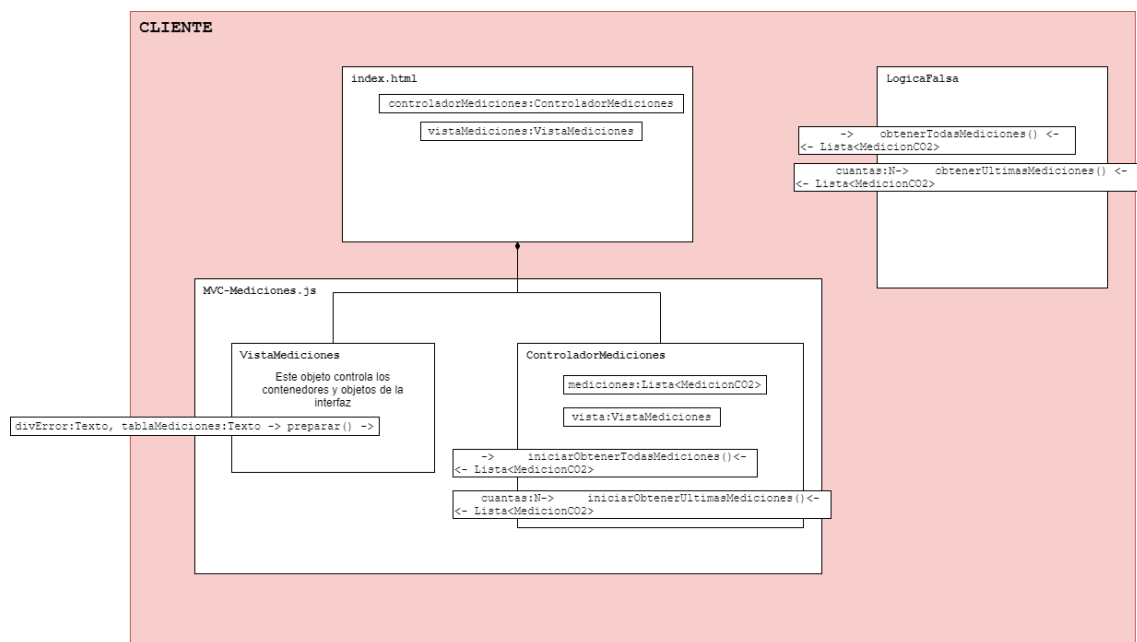 CLIENTE
index.html
controladorMediciones:ControladorMediciones
vistaMediciones:VistaMediciones
LogicaFalsa
-> obtenerTodasMediciones() <-
<- Lista<MedicionCO2>
cuantas:N-> obtenerUltimasMediciones() <-
<- Lista<MedicionCO2>
MVC-Mediciones.js
VistaMediciones
Este objeto controla los
contenedores y objetos de la
interfaz
divError:Texto, tablaMediciones:Texto -> preparar() ->
ControladorMediciones
mediciones:Lista<MedicionCO2>
vista:VistaMediciones
-> iniciarObtenerTodasMediciones()<-
<- Lista<MedicionCO2>
cuantas:N-> iniciarObtenerUltimasMediciones()<-
<- Lista<MedicionCO2>